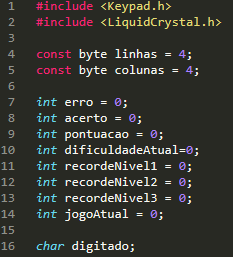 1 #include <Keypad.h>
2 #include <LiquidCrystal.h>
3
4 const byte linhas = 4;
5 const byte colunas = 4;
6
7 int erro = 0;
8 int acerto = 0;
9 int pontuacao = 0;
10 int dificuldadeAtual=0;
11 int recordeNivel1 = 0;
12 int recordeNivel2 = 0;
13 int recordeNivel3 = 0;
14 int jogoAtual = 0;
15
16 char digitado;